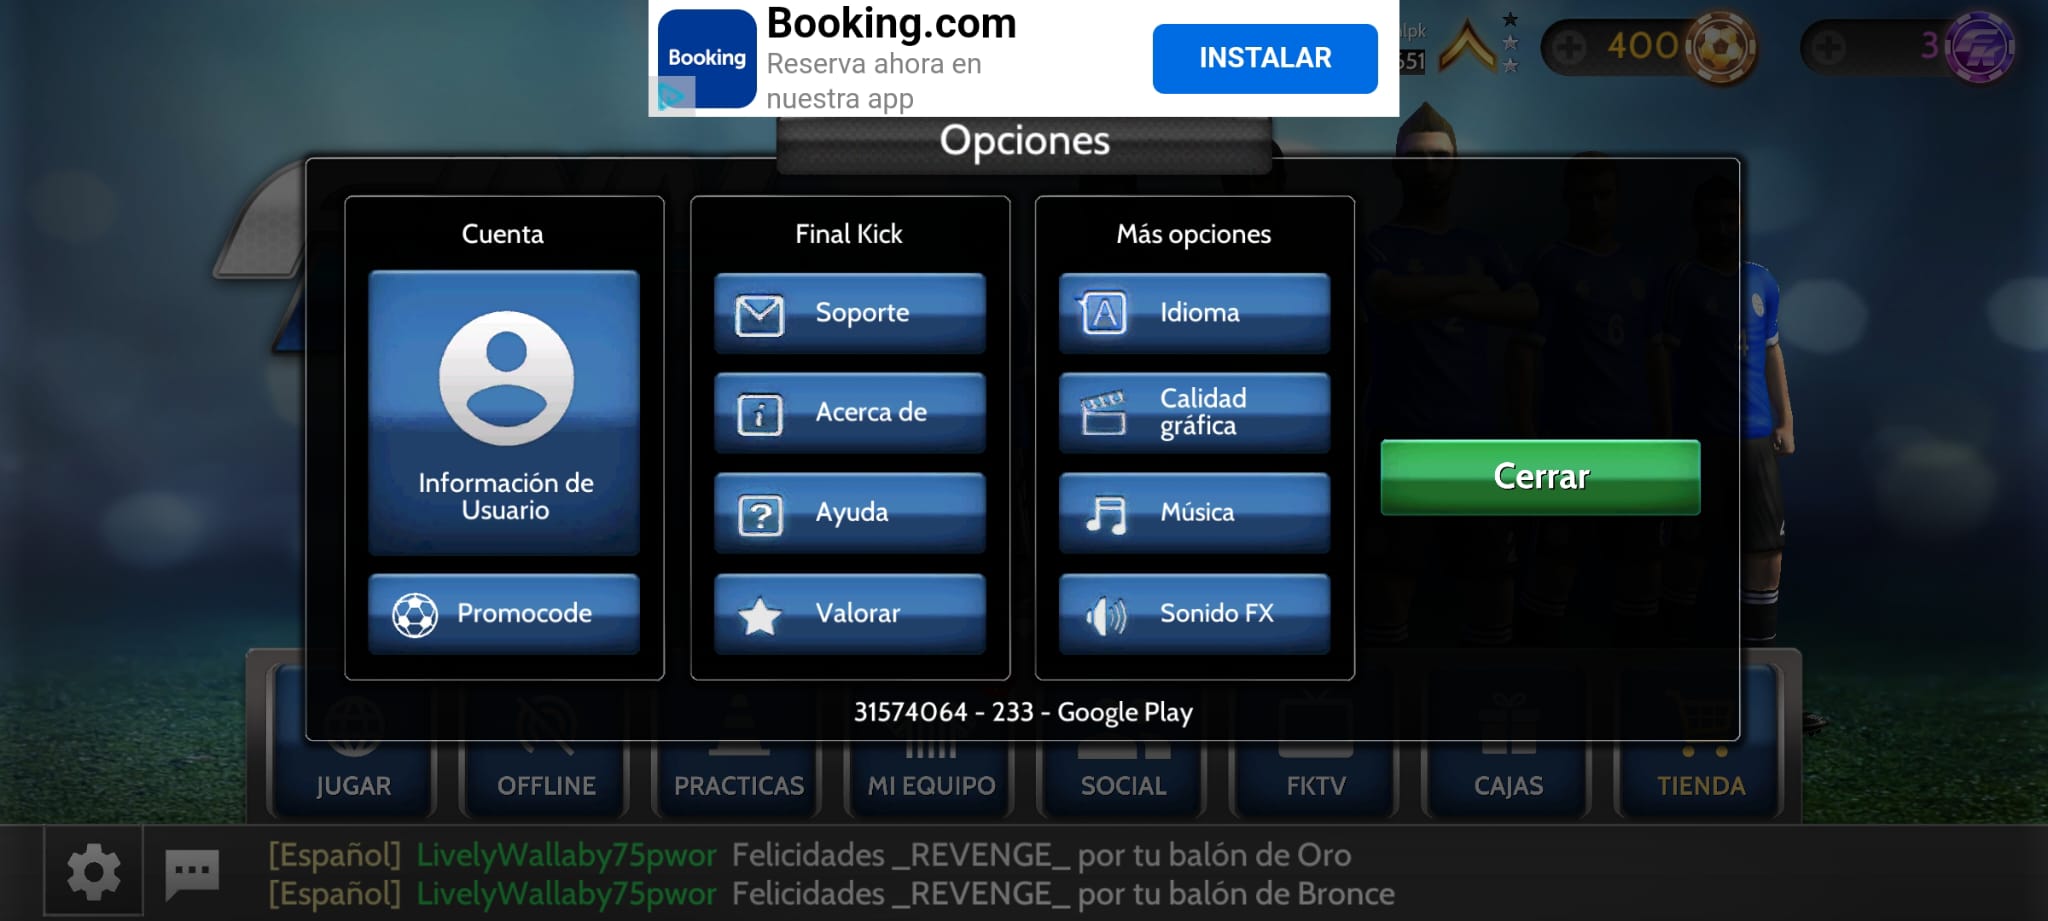 Booking.com
Booking
Reserva ahora en
nuestra app
INSTALAR
400
3
Opciones
Cuenta
Información de
Usuario
Promocode
Final Kick
Soporte
Acerca de
Ayuda
Valorar
Más opciones
Idioma
Calidad
gráfica
Música
Sonido FX
Cerrar
31574064 - 233 - Google Play
JUGAR
OFFLINE
PRACTICAS
MI EQUIPO
SOCIAL
FKTV
CAJAS
TIENDA
[Español] LivelyWallaby75pwor Felicidades _REVENGE_ por tu balón de Oro
[Español] LivelyWallaby75pwor Felicidades _REVENGE_ por tu balón de Bronce